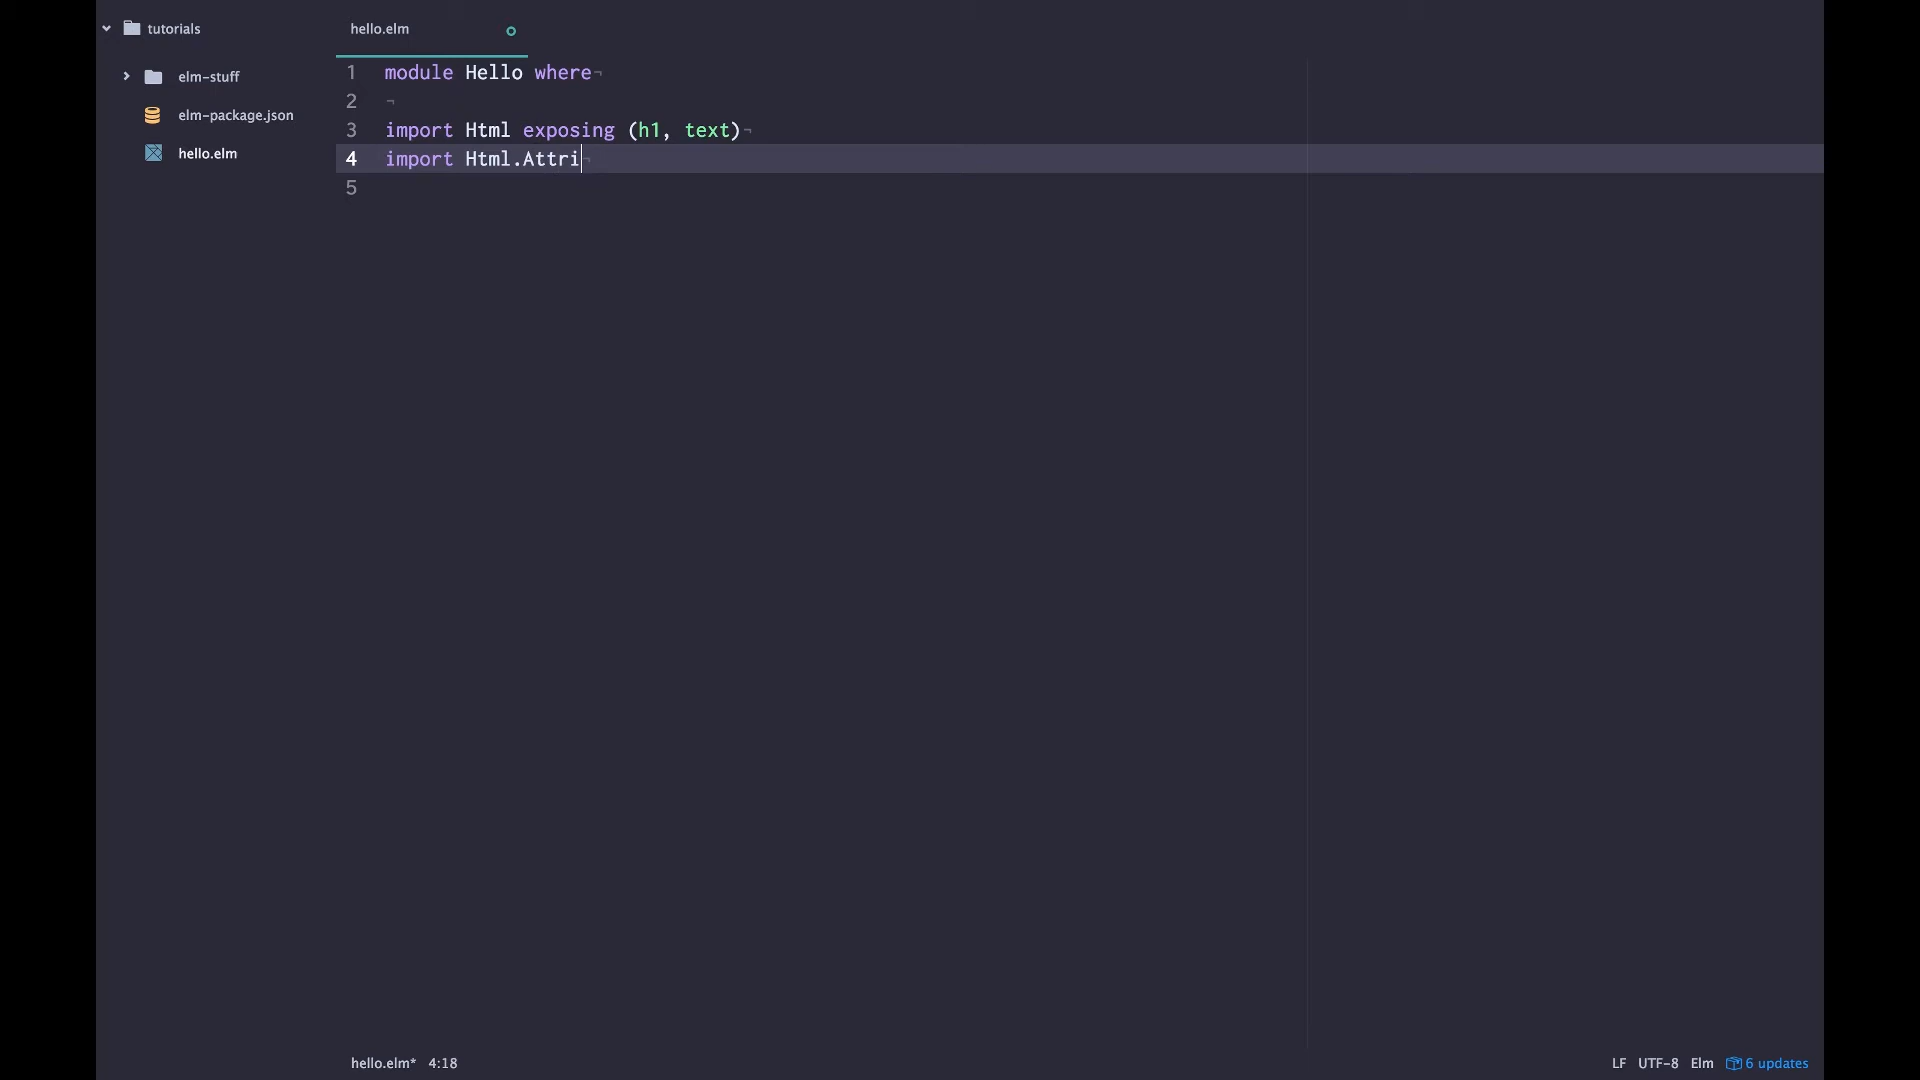 tutorials
elm-stuff
elm-package.json
hello.elm
hello.elm
1 module Hello where¬
2 ¬
3 import Html exposing (h1, text)¬
4 import Html.Attri¬
5
hello.elm* 4:18
LF UTF-8 Elm 6 updates